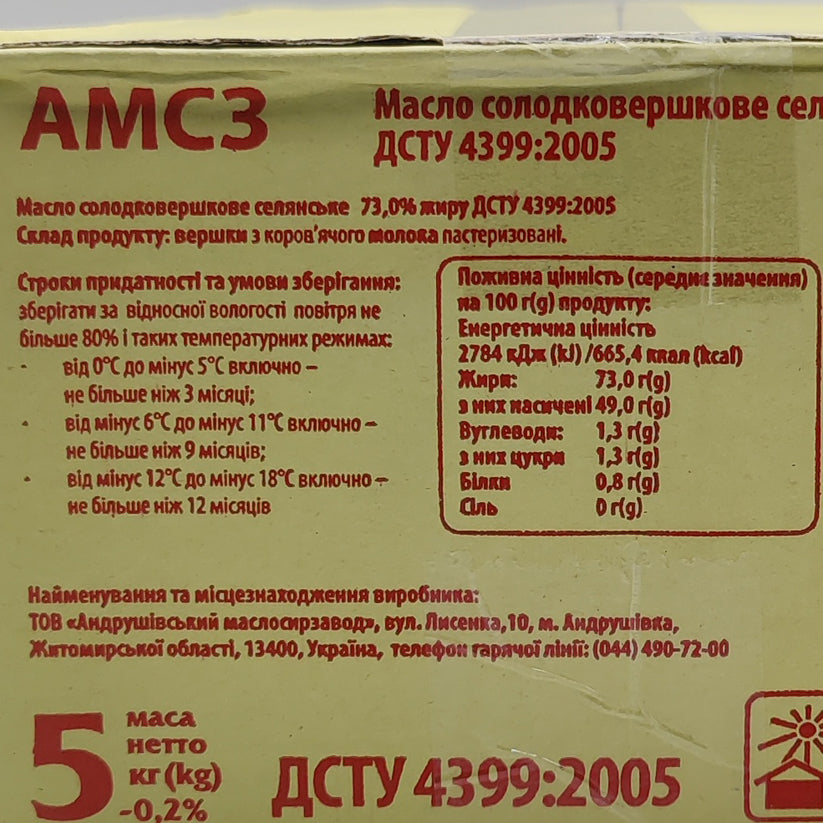 АМСЗ
Масло солодковершкове сел
ДСТУ 4399:2005
Масло солодковершкове селянське 73,0% жиру ДСТУ 4399:2005
Склад продукту: вершки з коров'ячого молока пастеризовані.
Строки придатності та умови зберігання:
зберігати за відносної вологості повітря не
більше 80% і таких температурних режимах:
- від 0°С до мінус 5°С включно –
не більше ніж 3 місяці;
- від мінус 6°С до мінус 11°С включно –
не більше ніж 9 місяців;
- від мінус 12°С до мінус 18°С включно –
не більше ніж 12 місяців
Поживна цінність (середнє значення)
на 100 г(g) продукту:
Енергетична цінність
2784 кДж (kJ) /665,4 ккал (kcal)
Жири: 73,0 г(g)
з них насичені 49,0 г(g)
Вуглеводи: 1,3 г(g)
з них цукри 1,3 г(g)
Білки 0,8 г(g)
Сіль 0 г(g)
Найменування та місцезнаходження виробника:
ТОВ «Андрушівський маслосирзавод», вул. Лисенка,10, м. Андрушівка,
Житомирської області, 13400, Україна, телефон гарячої лінії: (044) 490-72-00
5 маса
нетто
кг (kg)
-0,2%
ДСТУ 4399:2005